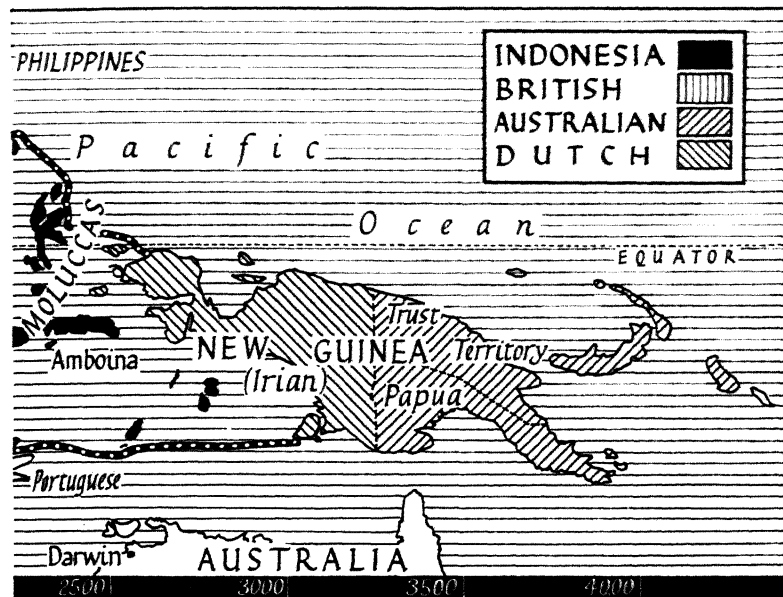 PHILIPPINES
INDONESIA
BRITISH
AUSTRALIAN
DUTCH
Pacific
Ocean
EQUATOR
MOLUCCAS
Amboina
NEW GUINEA
(Irian)
Trust
Territory
Papua
Portuguese
Darwin
AUSTRALIA
2500 3000 3500 4000